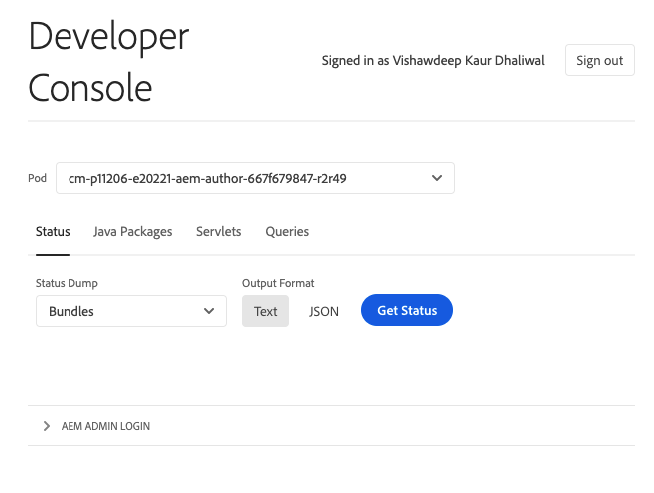 Developer
Console
Signed in as Vishawdeep Kaur Dhaliwal
Sign out
Pod
cm-p11206-e20221-aem-author-667f679847-r2r49
Status Java Packages Servlets Queries
Status Dump
Output Format
Bundles
Text JSON Get Status
AEM ADMIN LOGIN